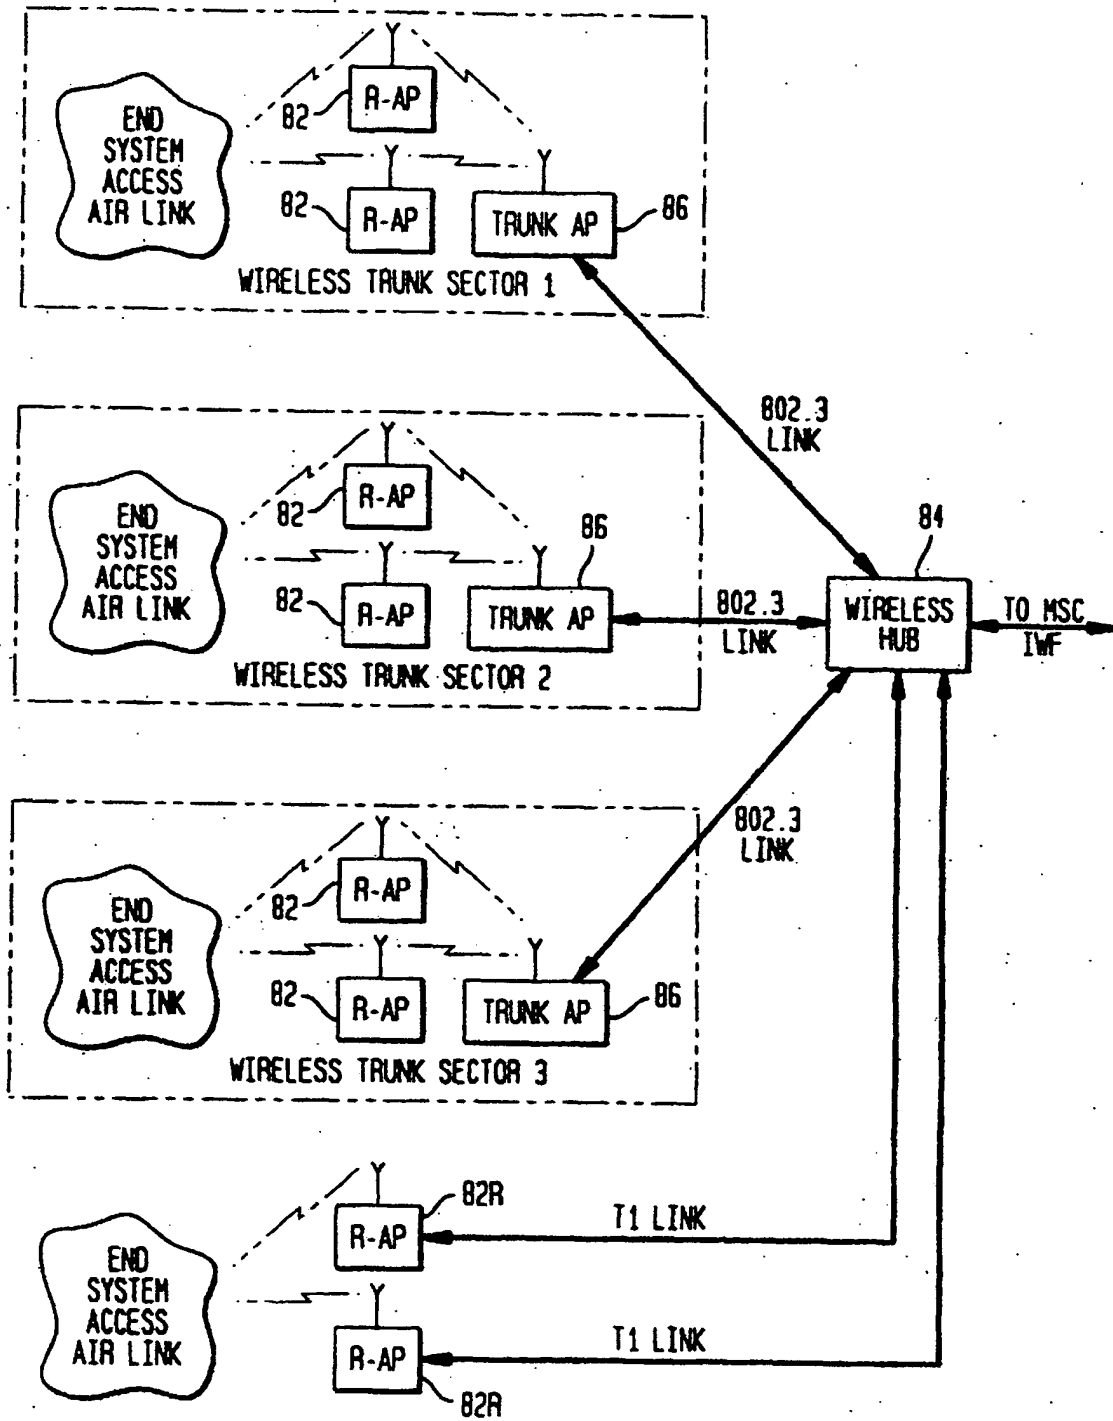 END
SYSTEM
ACCESS
AIR LINK
82
R-AP
82
R-AP
TRUNK AP
86
WIRELESS TRUNK SECTOR 1
802.3
LINK
END
SYSTEM
ACCESS
AIR LINK
82
R-AP
82
R-AP
86
TRUNK AP
WIRELESS TRUNK SECTOR 2
802.3
LINK
84
WIRELESS
HUB
TO MSC
IWF
802.3
LINK
END
SYSTEM
ACCESS
AIR LINK
82
R-AP
82
R-AP
TRUNK AP
86
WIRELESS TRUNK SECTOR 3
END
SYSTEM
ACCESS
AIR LINK
82R
R-AP
T1 LINK
R-AP
82R
T1 LINK